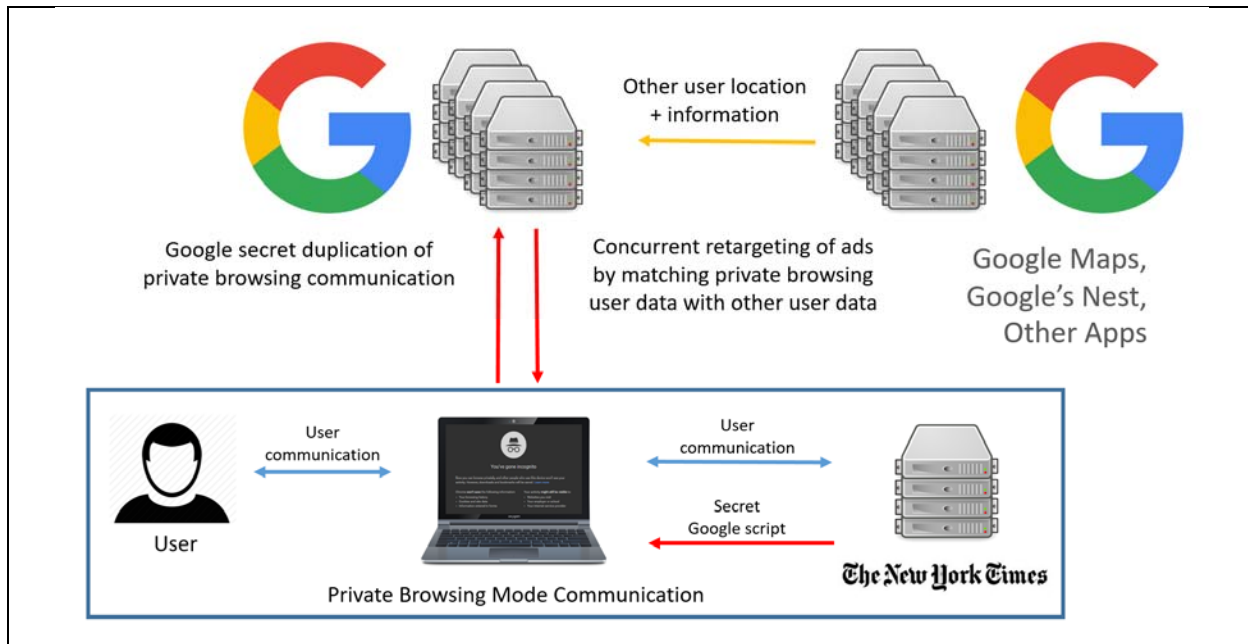 Other user location
+ information
Google secret duplication of
private browsing communication
Concurrent retargeting of ads
by matching private browsing
user data with other user data
Google Maps,
Google's Nest,
Other Apps
User
communication
User
communication
You've gone incognito
Secret
Google script
User
The New York Times
Private Browsing Mode Communication